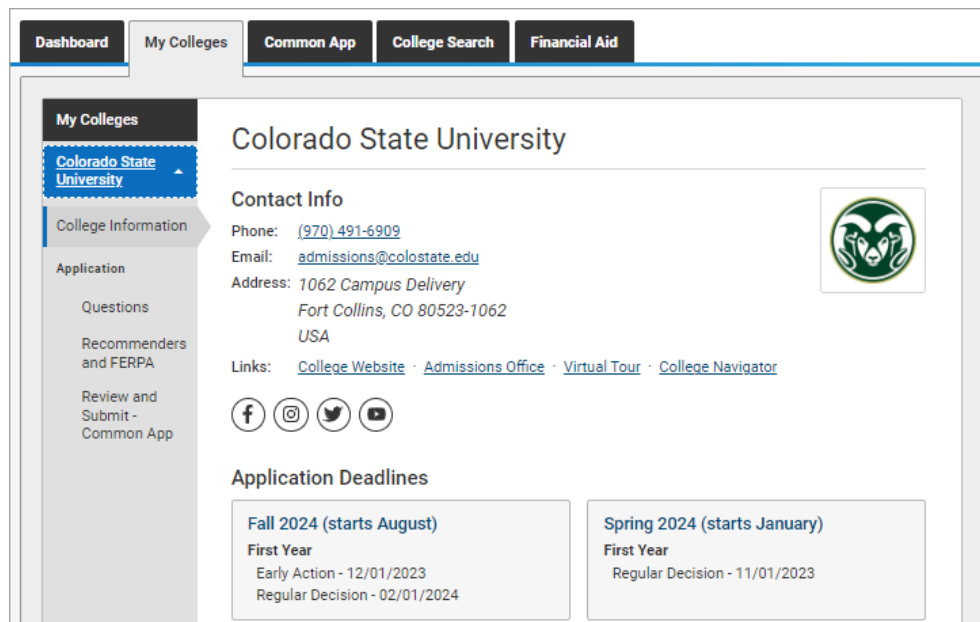 Dashboard
My Colleges
Common App
College Search
Financial Aid
My Colleges
Colorado State
University
College Information
Application
Questions
Recommenders
and FERPA
Review and
Submit -
Common App
Colorado State University
Contact Info
Phone: (970) 491-6909
Email: admissions@colostate.edu
Address: 1062 Campus Delivery
Fort Collins, CO 80523-1062
USA
Links: College Website · Admissions Office · Virtual Tour · College Navigator
Application Deadlines
Fall 2024 (starts August)
First Year
Early Action - 12/01/2023
Regular Decision - 02/01/2024
Spring 2024 (starts January)
First Year
Regular Decision - 11/01/2023